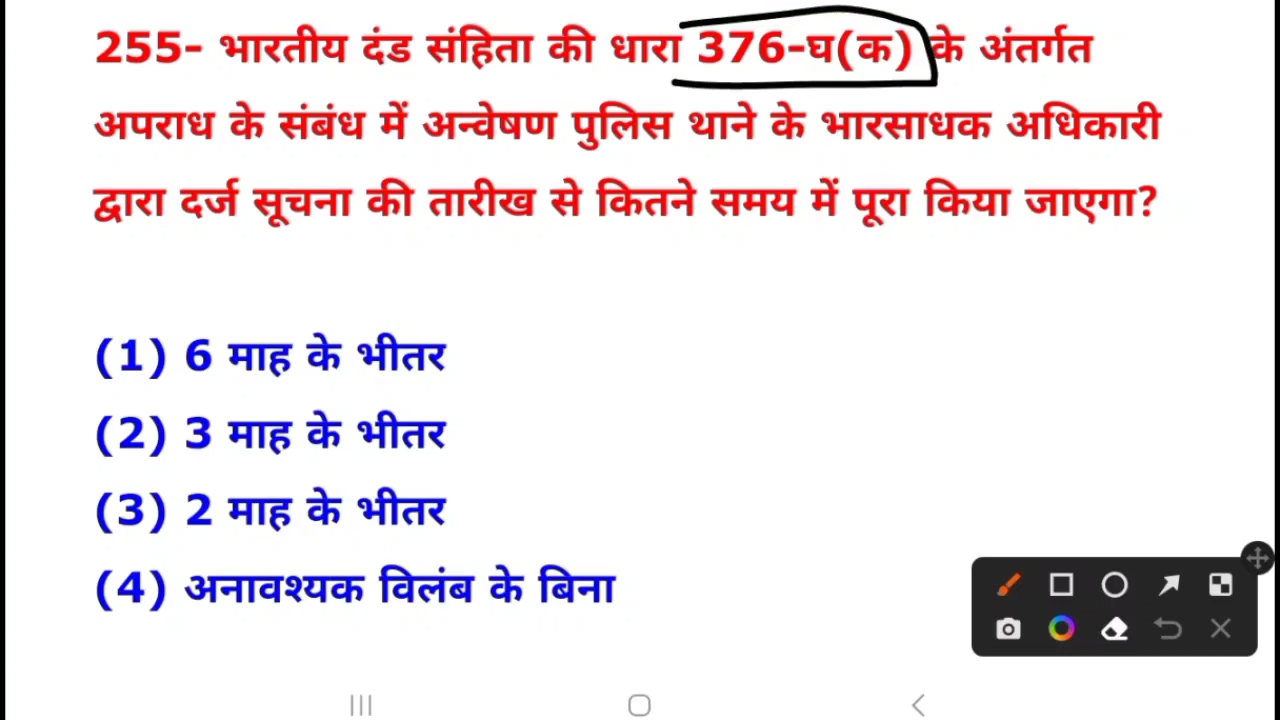 255- भारतीय दंड संहिता की धारा 376-घ(क) के अंतर्गत
अपराध के संबंध में अन्वेषण पुलिस थाने के भारसाधक अधिकारी
द्वारा दर्ज सूचना की तारीख से कितने समय में पूरा किया जाएगा?
(1) 6 माह के भीतर
(2) 3 माह के भीतर
(3) 2 माह के भीतर
(4) अनावश्यक विलंब के बिना